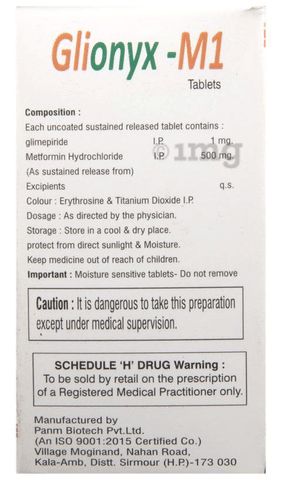 Glionyx -M1
Tablets
Composition :
Each uncoated sustained released tablet contains :
glimepiride I.P. 1 mg.
Metformin Hydrochloride I.P. 500 mg.
(As sustained release from)
Excipients q.s.
Colour : Erythrosine & Titanium Dioxide I.P.
Dosage : As directed by the physician.
Storage : Store in a cool & dry place.
protect from direct sunlight & Moisture.
Keep medicine out of reach of children.
Important : Moisture sensitive tablets- Do not remove
Caution : It is dangerous to take this preparation
except under medical supervision.
SCHEDULE 'H' DRUG Warning :
To be sold by retail on the prescription
of a Registered Medical Practitioner only.
Manufactured by
Panm Biotech Pvt.Ltd.
(An ISO 9001:2015 Certified Co.)
Village Moginand, Nahan Road,
Kala-Amb, Distt. Sirmour (H.P.)-173 030
©1mg